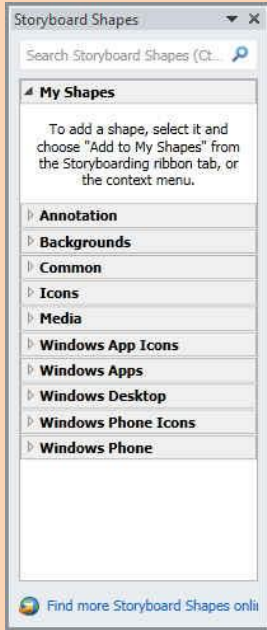 Storyboard Shapes
Search Storyboard Shapes (Ct...
My Shapes
To add a shape, select it and
choose "Add to My Shapes" from
the Storyboarding ribbon tab, or
the context menu.
Annotation
Backgrounds
Common
Icons
Media
Windows App Icons
Windows Apps
Windows Desktop
Windows Phone Icons
Windows Phone
Find more Storyboard Shapes onli